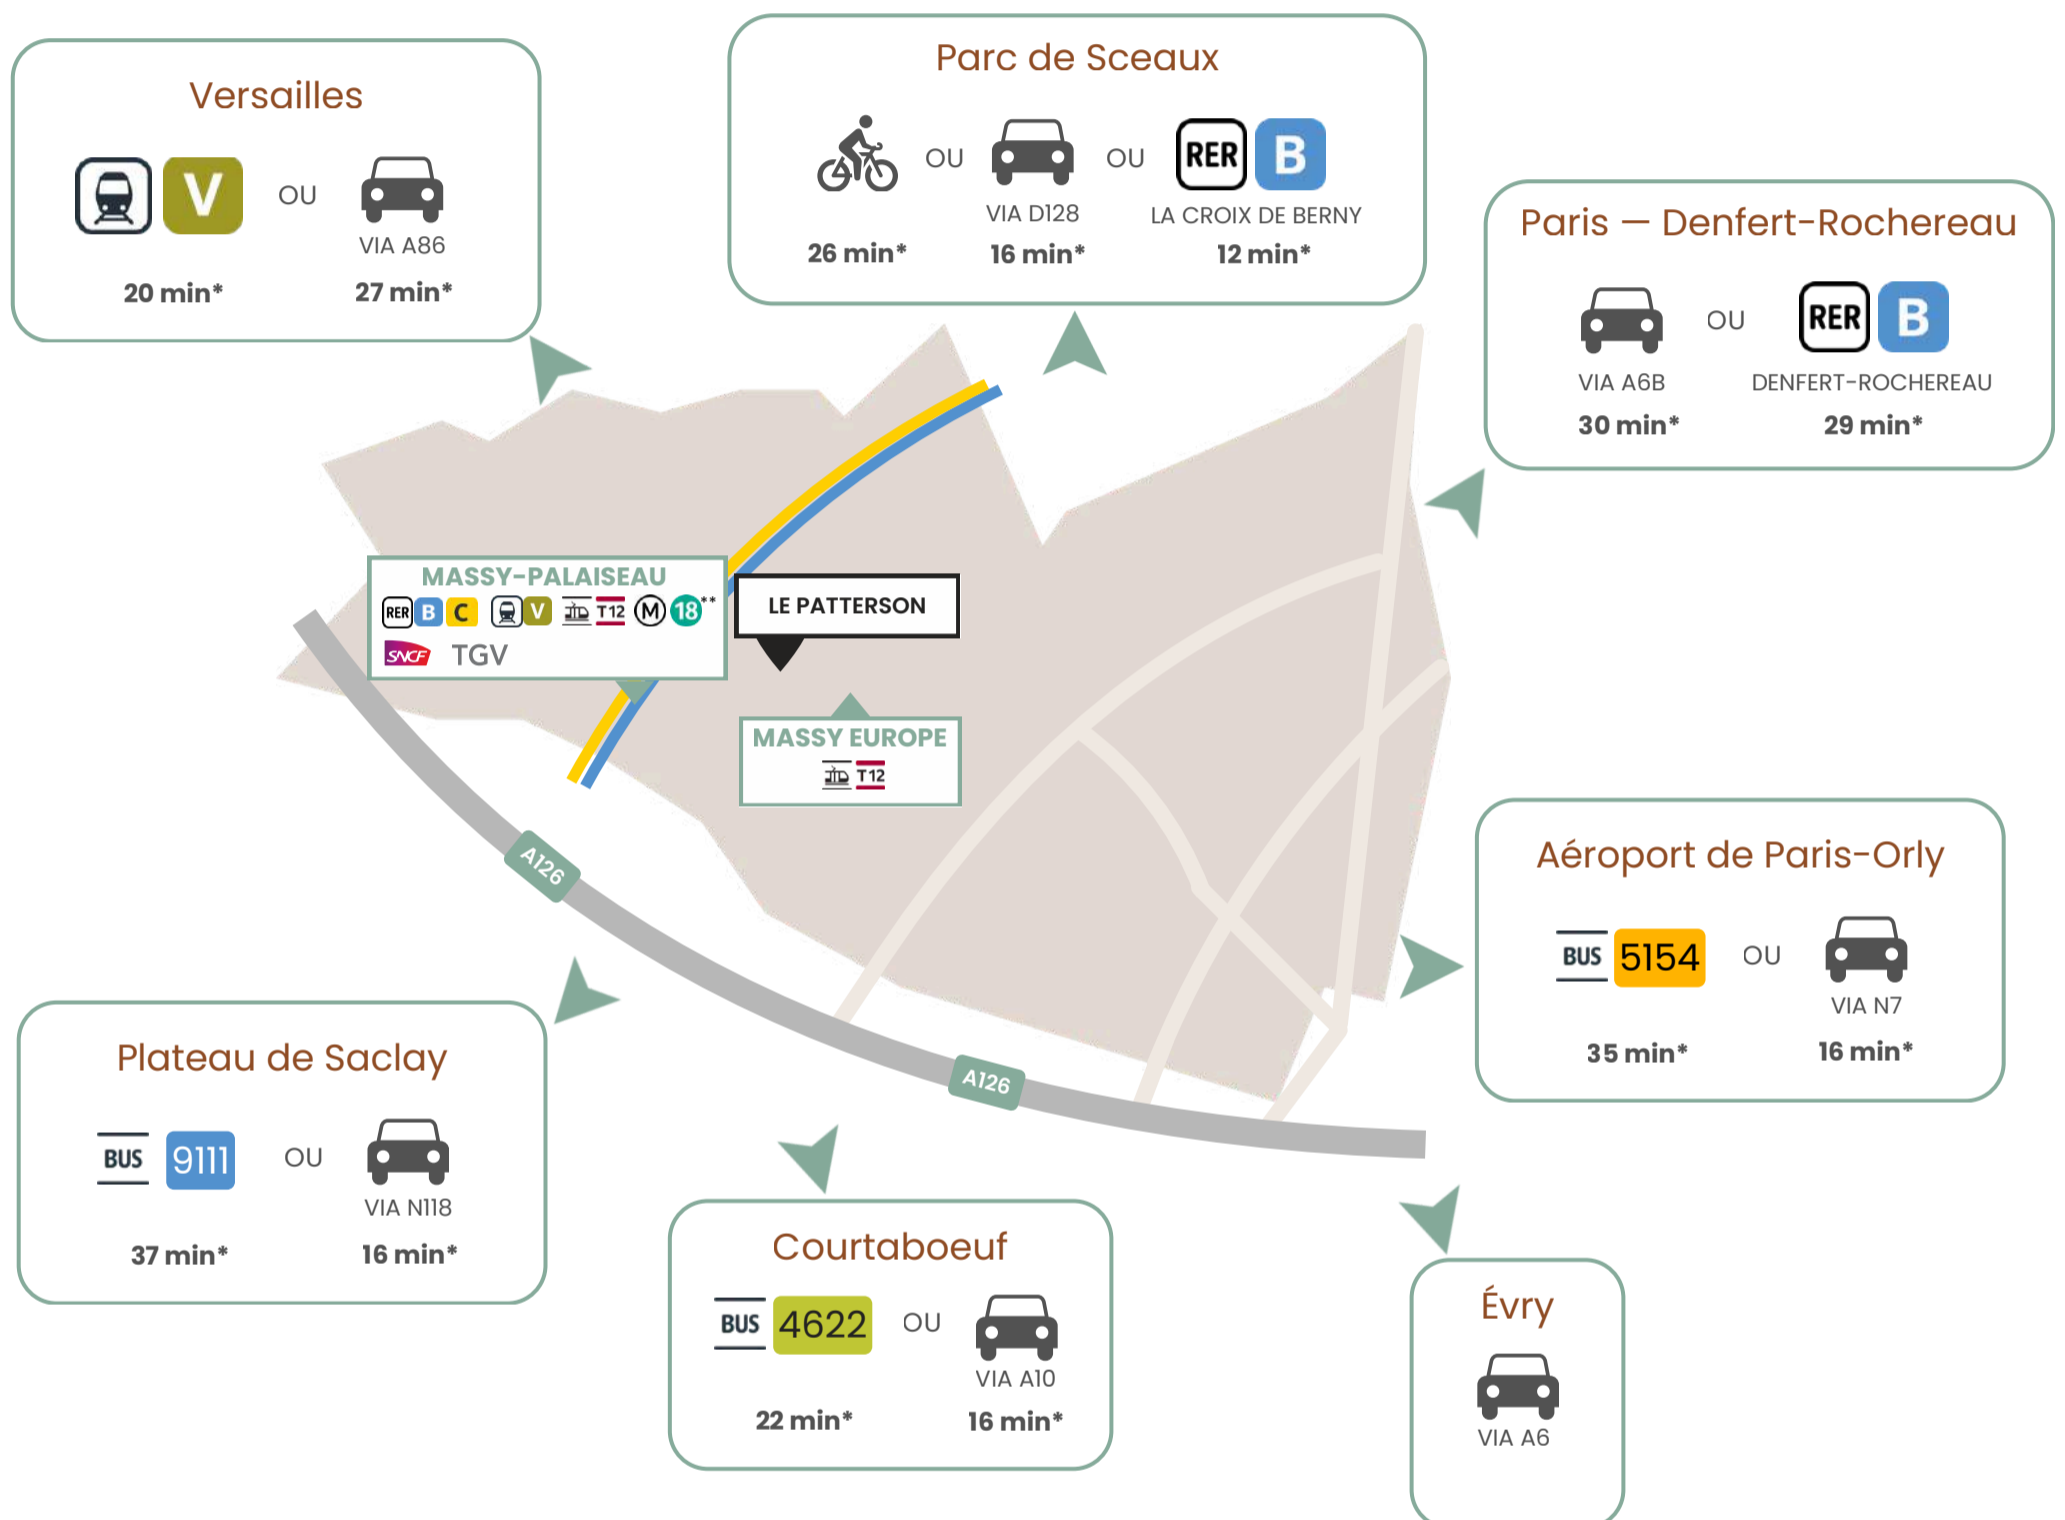 Versailles
V OU
VIA A86
20 min* 27 min*
Parc de Sceaux
OU OU RER B
VIA D128 LA CROIX DE BERNY
26 min* 16 min* 12 min*
Paris — Denfert-Rochereau
OU RER B
VIA A6B DENFERT-ROCHEREAU
30 min* 29 min*
MASSY-PALAISEAU
RER B C V T12 M 18**
SNCF TGV
LE PATTERSON
MASSY EUROPE
T12
A126
A126
Aéroport de Paris-Orly
BUS 5154 OU
VIA N7
35 min* 16 min*
Plateau de Saclay
BUS 9111 OU
VIA N118
37 min* 16 min*
Courtaboeuf
BUS 4622 OU
VIA A10
22 min* 16 min*
Évry
VIA A6